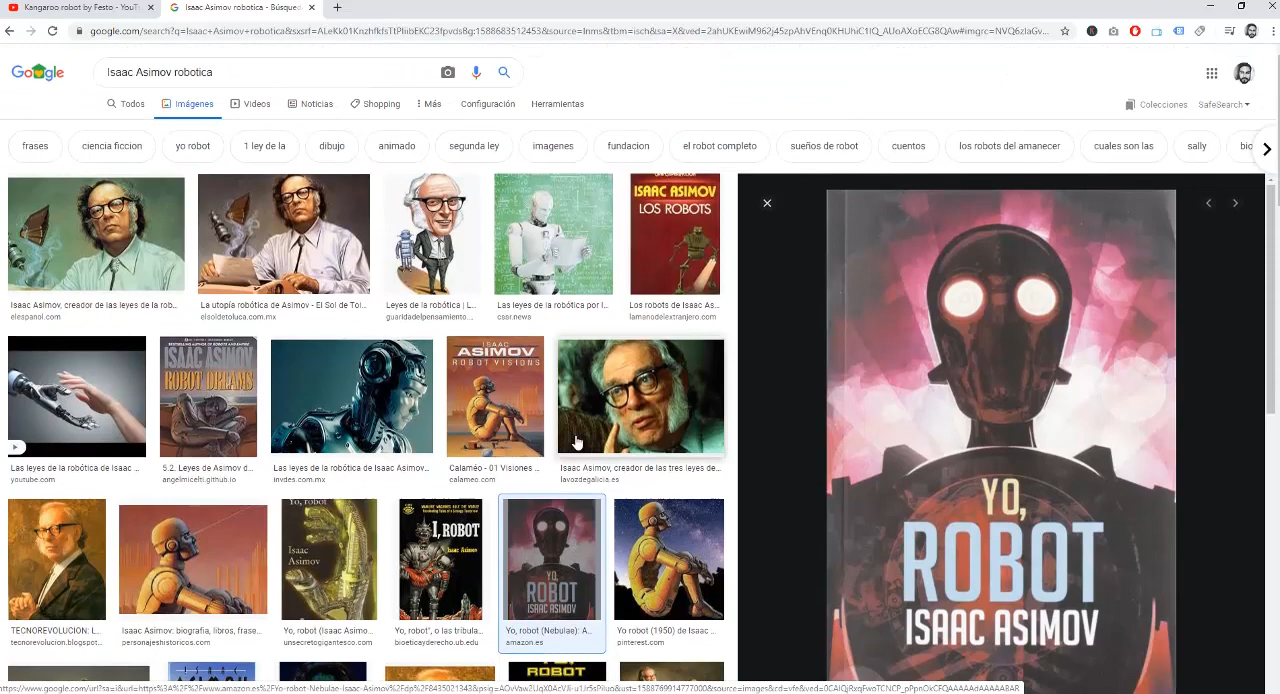 Kangaroo robot by Festo - YouT
Isaac Asimov robotica - Búsqued
Google
Isaac Asimov robotica
Todos
Imágenes
Videos
Noticias
Shopping
Más
Configuración
Herramientas
Colecciones
SafeSearch
frases
ciencia ficcion
yo robot
1 ley de la
dibujo
animado
segunda ley
imagenes
fundacion
el robot completo
sueños de robot
cuentos
los robots del amanecer
cuales son las
sally
bio
ISAAC ASIMOV
LOS ROBOTS
Isaac Asimov, creador de las leyes de la rob...
elespanol.com
La utopía robótica de Asimov - El Sol de Tol...
elsoldetoluca.com.mx
Leyes de la robótica | L...
guaridadelpensamiento....
Las leyes de la robótica por I...
cssr.news
Los robots de Isaac As...
lamanodelextranjero.com
ISAAC ASIMOV
ROBOT DREAMS
ISAAC
ASIMOV
ROBOT VISIONS
Las leyes de la robótica de Isaac ...
youtube.com
5.2. Leyes de Asimov d...
angelmicelti.github.io
Las leyes de la robótica de Isaac Asimov...
invdes.com.mx
Calaméo - 01 Visiones ...
calameo.com
Isaac Asimov, creador de las tres leyes de...
lavozdegalicia.es
Yo, robot
Isaac
Asimov
I, ROBOT
Isaac Asimov
YO,
ROBOT
ISAAC ASIMOV
TECNOREVOLUCION: L...
tecnorevolucion.blogspot...
Isaac Asimov: biografia, libros, frase...
personajeshistoricos.com
Yo, robot (Isaac Asimo...
unsecretogigantesco.com
Yo, robot", o las tribula...
bioeticayderecho.ub.edu
Yo, robot (Nebulae): A...
amazon.es
Yo robot (1950) de Isaac ...
pinterest.com
YO,
ROBOT
ISAAC ASIMOV